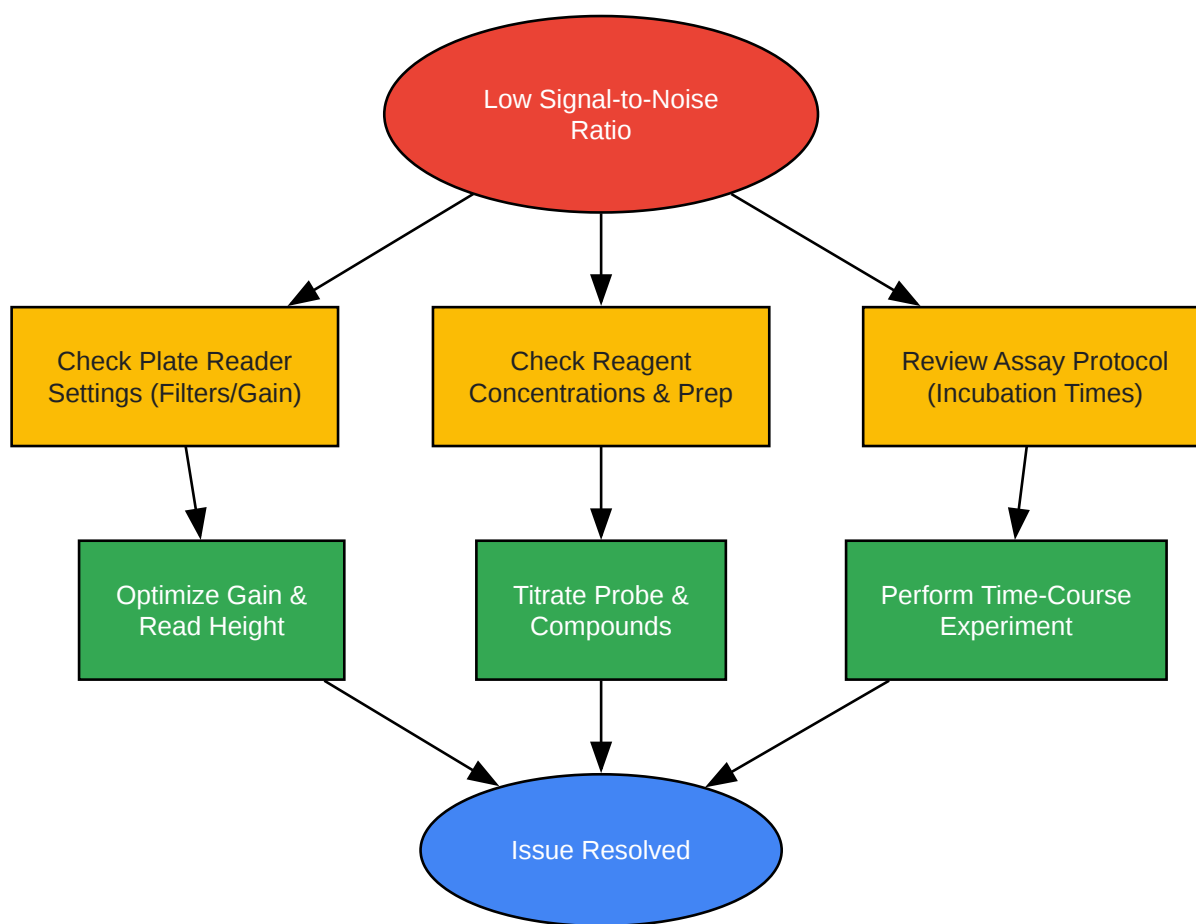 Low Signal-to-Noise
Ratio
Check Plate Reader
Settings (Filters/Gain)
Check Reagent
Concentrations & Prep
Review Assay Protocol
(Incubation Times)
Optimize Gain &
Read Height
Titrate Probe &
Compounds
Perform Time-Course
Experiment
Issue Resolved